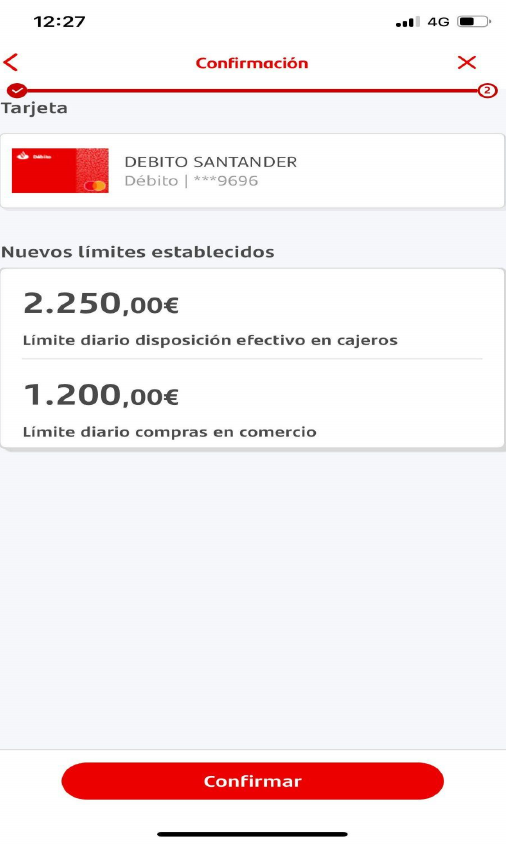 12:27 4G
Confirmación
2
Tarjeta
Débito
DEBITO SANTANDER
Débito | ***9696
Nuevos límites establecidos
2.250,00€
Límite diario disposición efectivo en cajeros
1.200,00€
Límite diario compras en comercio
Confirmar